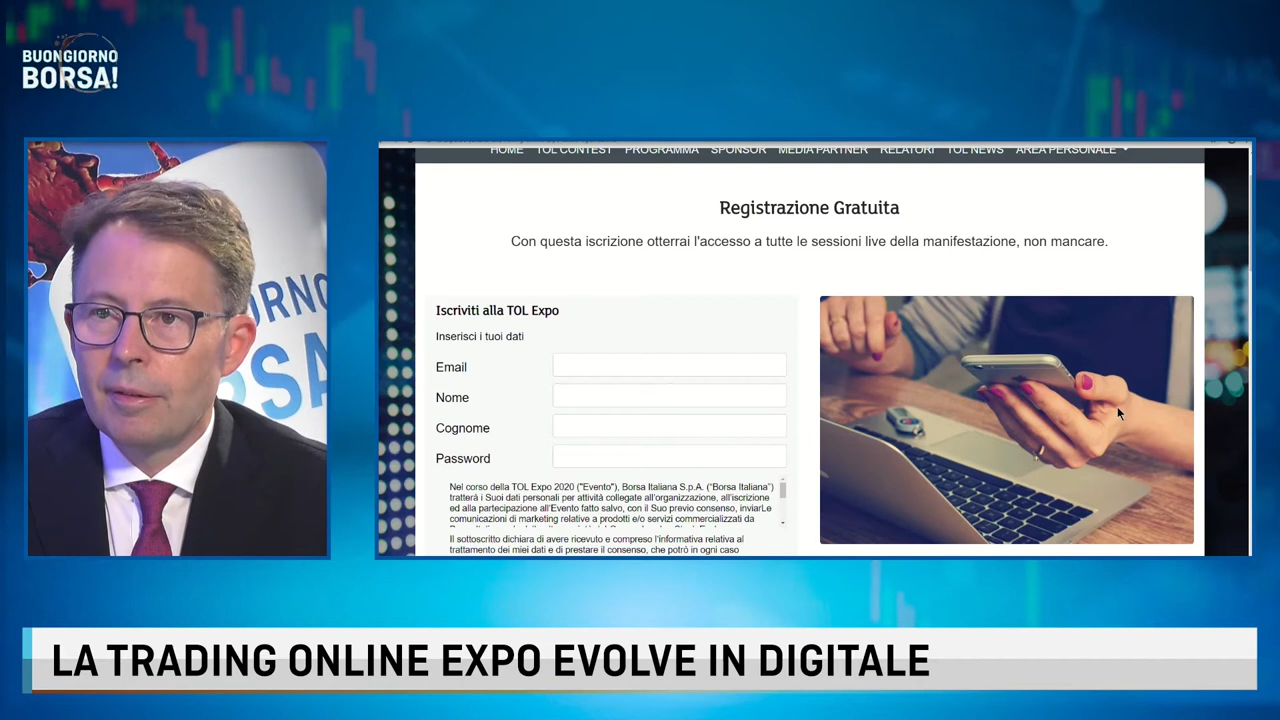 BUONGIORNO
BORSA!
HOME TOL CONTEST PROGRAMMA SPONSOR MEDIA PARTNER RELATORI TOL NEWS AREA PERSONALE
Registrazione Gratuita
Con questa iscrizione otterrai l'accesso a tutte le sessioni live della manifestazione, non mancare.
Iscriviti alla TOL Expo
Inserisci i tuoi dati
Email
Nome
Cognome
Password
Nel corso della TOL Expo 2020 ("Evento"), Borsa Italiana S.p.A. ("Borsa Italiana")
tratterà i Suoi dati personali per attività collegate all'organizzazione, all'iscrizione
ed alla partecipazione all'Evento fatto salvo, con il Suo previo consenso, inviarLe
comunicazioni di marketing relative a prodotti e/o servizi commercializzati da
Il sottoscritto dichiara di avere ricevuto e compreso l'informativa relativa al
trattamento dei miei dati e di prestare il consenso, che potrò in ogni caso
URNO
RSA
LA TRADING ONLINE EXPO EVOLVE IN DIGITALE